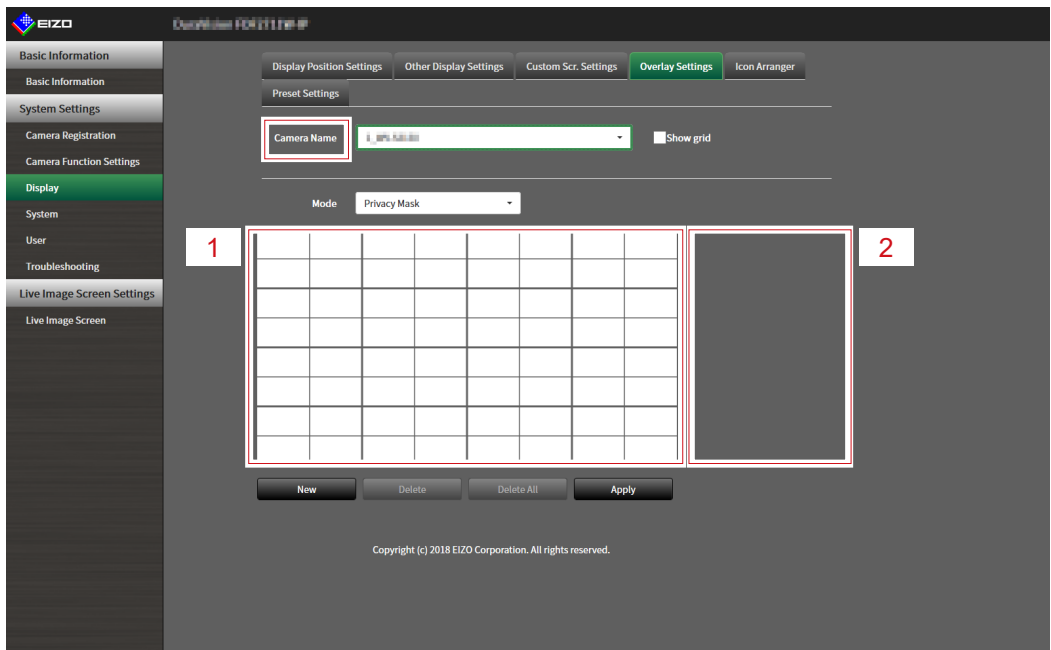 EIZO
Basic Information
Basic Information
System Settings
Camera Registration
Camera Function Settings
Display
System
User
Troubleshooting
Live Image Screen Settings
Live Image Screen
Display Position Settings
Other Display Settings
Custom Scr. Settings
Overlay Settings
Icon Arranger
Preset Settings
Camera Name
Show grid
Mode
Privacy Mask
1
2
New
Delete
Delete All
Apply
Copyright (c) 2018 EIZO Corporation. All rights reserved.